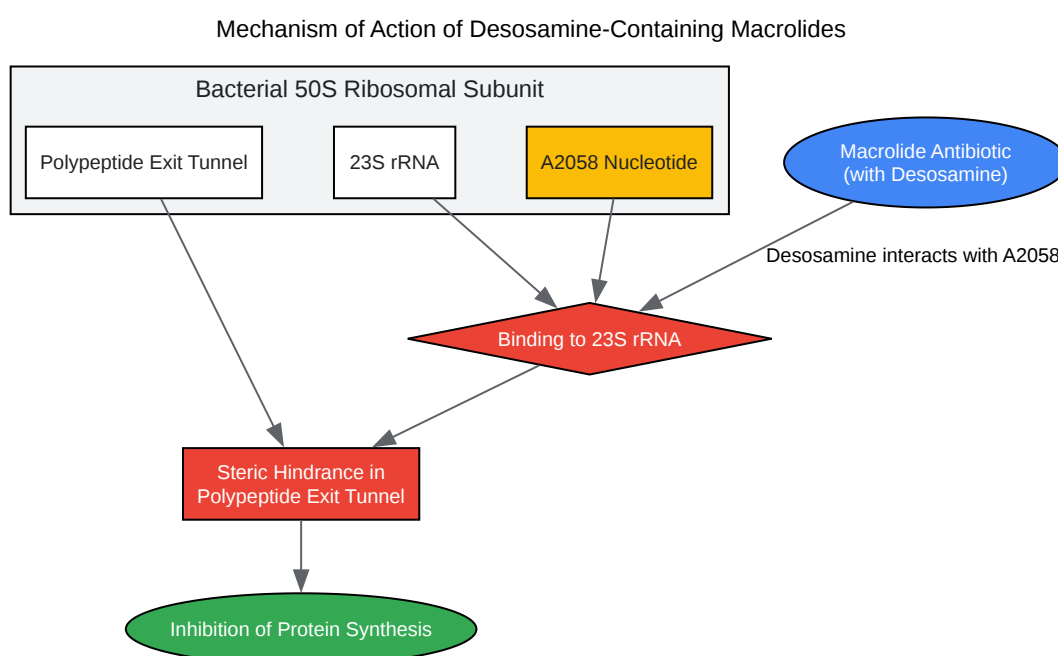 Mechanism of Action of Desosamine-Containing Macrolides
Bacterial 50S Ribosomal Subunit
Polypeptide Exit Tunnel
23S rRNA
A2058 Nucleotide
Macrolide Antibiotic
(with Desosamine)
Desosamine interacts with A2058
Binding to 23S rRNA
Steric Hindrance in
Polypeptide Exit Tunnel
Inhibition of Protein Synthesis